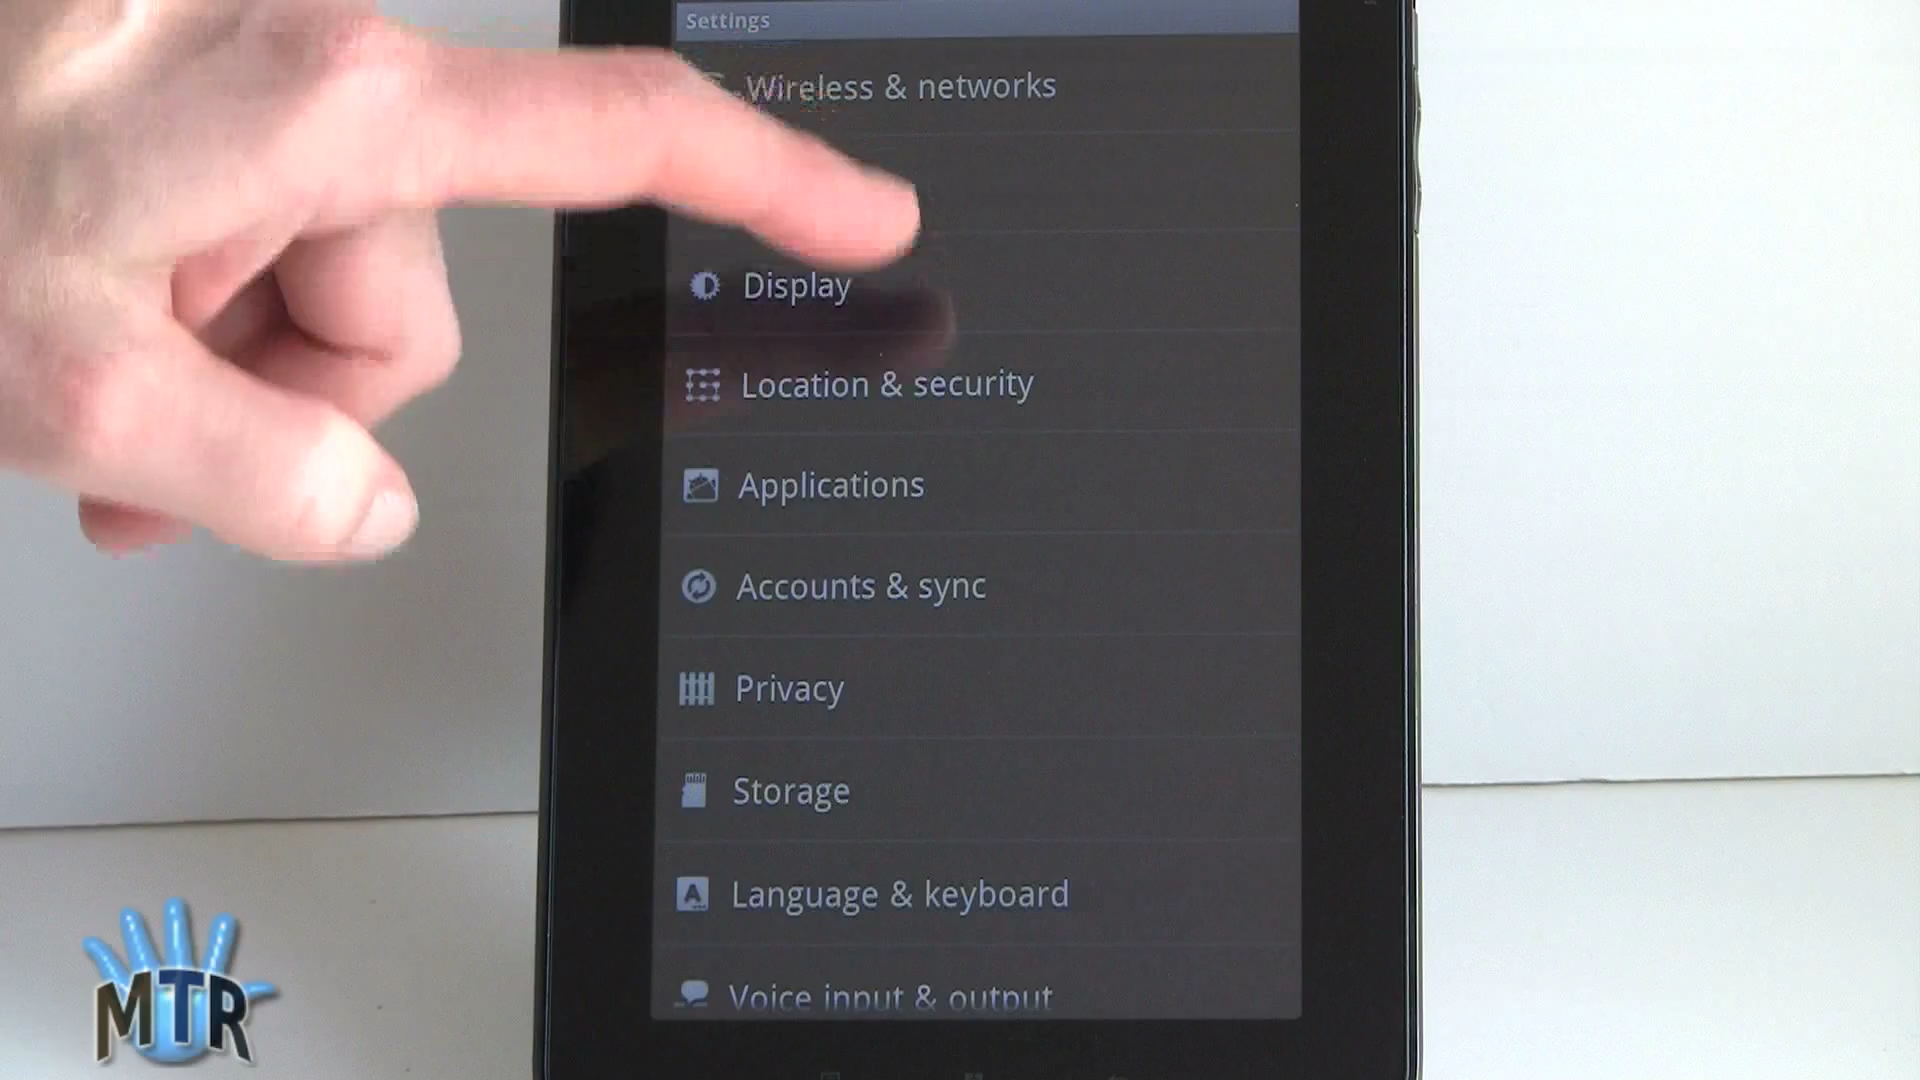 Settings
Wireless & networks
Display
Location & security
Applications
Accounts & sync
Privacy
Storage
Language & keyboard
Voice input & output
MTR